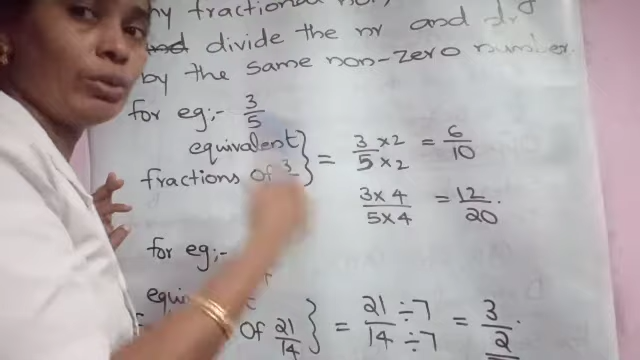 fractional
and divide the nr and dr
by the same non-zero number.
for eg:- 3/5
equivalent
fractions of 3 } = 3×2/5×2 = 6/10
3×4/5×4 = 12/20.
for eg:-
of 21/14 } = 21÷7/14÷7 = 3/2.